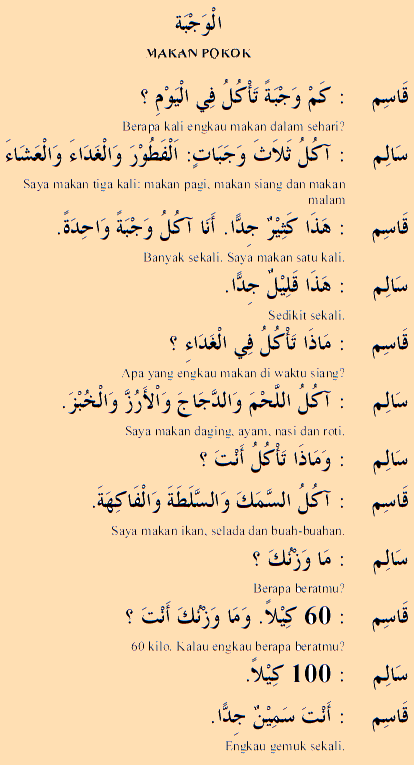 الْوَجْبَة
MAKAN POKOK
قَاسِم : كَمْ وَجْبَةً تَأْكُلُ فِي الْيَوْمِ ؟
Berapa kali engkau makan dalam sehari?
سَالِم : آكُلُ ثَلَاثَ وَجَبَاتٍ: اَلْفَطُوْرَ وَالْغَدَاءَ وَالْعَشَاءَ
Saya makan tiga kali: makan pagi, makan siang dan makan
malam
قَاسِم : هَذَا كَثِيْرٌ جِدًّا. أَنَا آكُلُ وَجْبَةً وَاحِدَةً.
Banyak sekali. Saya makan satu kali.
سَالِم : هَذَا قَلِيْلٌ جِدًّا.
Sedikit sekali.
قَاسِم : مَاذَا تَأْكُلُ فِي الْغَدَاءِ ؟
Apa yang engkau makan di waktu siang?
سَالِم : آكُلُ اللَّحْمَ وَالدَّجَاجَ وَالْأَرُزَّ وَالْخُبْزَ.
Saya makan daging, ayam, nasi dan roti.
سَالِم : وَمَاذَا تَأْكُلُ أَنْتَ ؟
قَاسِم : آكُلُ السَّمَكَ وَالسَّلَطَةَ وَالْفَاكِهَةَ.
Saya makan ikan, selada dan buah-buahan.
سَالِم : مَا وَزْنُكَ ؟
Berapa beratmu?
قَاسِم : 60 كِيْلاً. وَمَا وَزْنُكَ أَنْتَ ؟
60 kilo. Kalau engkau berapa beratmu?
سَالِم : 100 كِيْلاً.
قَاسِم : أَنْتَ سَمِيْنٌ جِدًّا.
Engkau gemuk sekali.